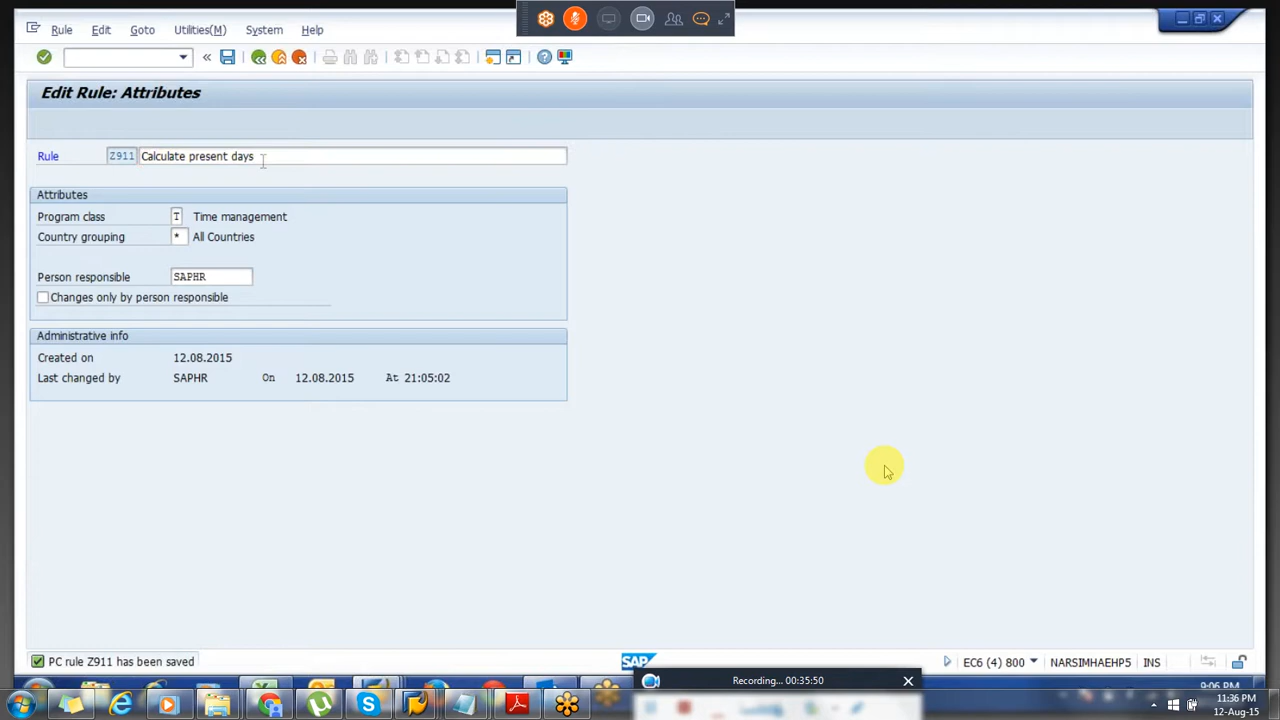 Rule Edit Goto Utilities(M) System Help
Edit Rule: Attributes
Rule Z911 Calculate present days
Attributes
Program class T Time management
Country grouping * All Countries
Person responsible SAPHR
Changes only by person responsible
Administrative info
Created on 12.08.2015
Last changed by SAPHR On 12.08.2015 At 21:05:02
PC rule Z911 has been saved
SAP
EC6 (4) 800 NARSIMHAEHP5 INS
Recording... 00:35:50
9:06 PM
11:36 PM
12-Aug-15